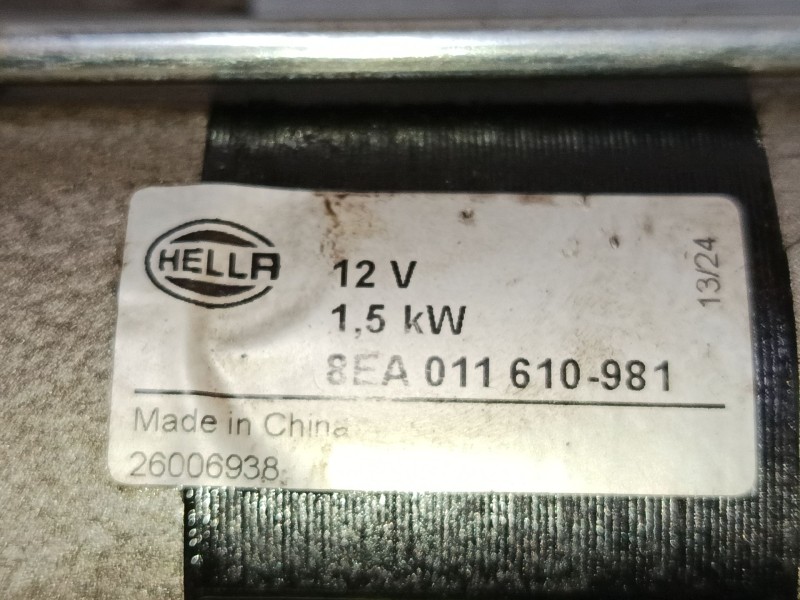 HELLA
12 V
1,5 kW
8EA 011 610-981
13/24
Made in China
26006938